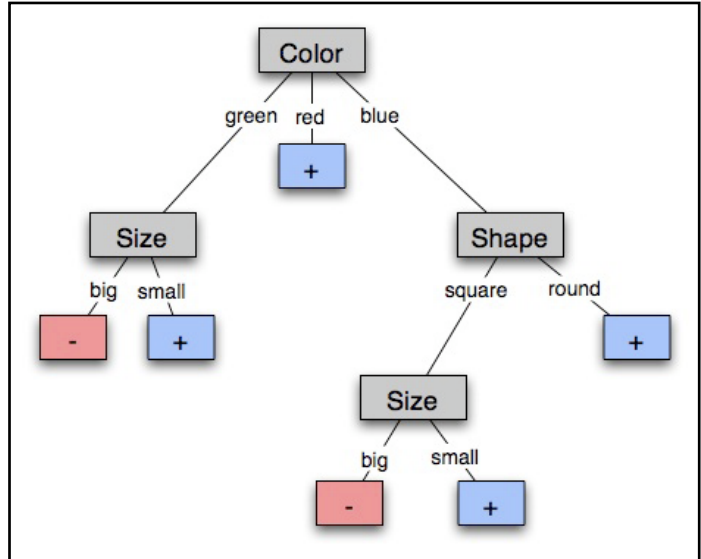 Color
green red blue
+
Size Shape
big small square round
- + +
Size
big small
- +